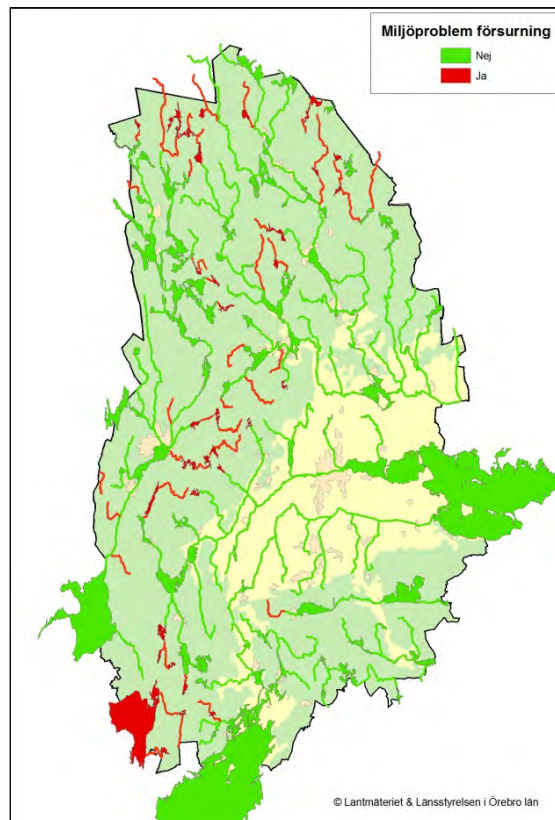 Miljöproblem försurning
Nej
Ja
© Lantmäteriet & Länsstyrelsen i Örebro län